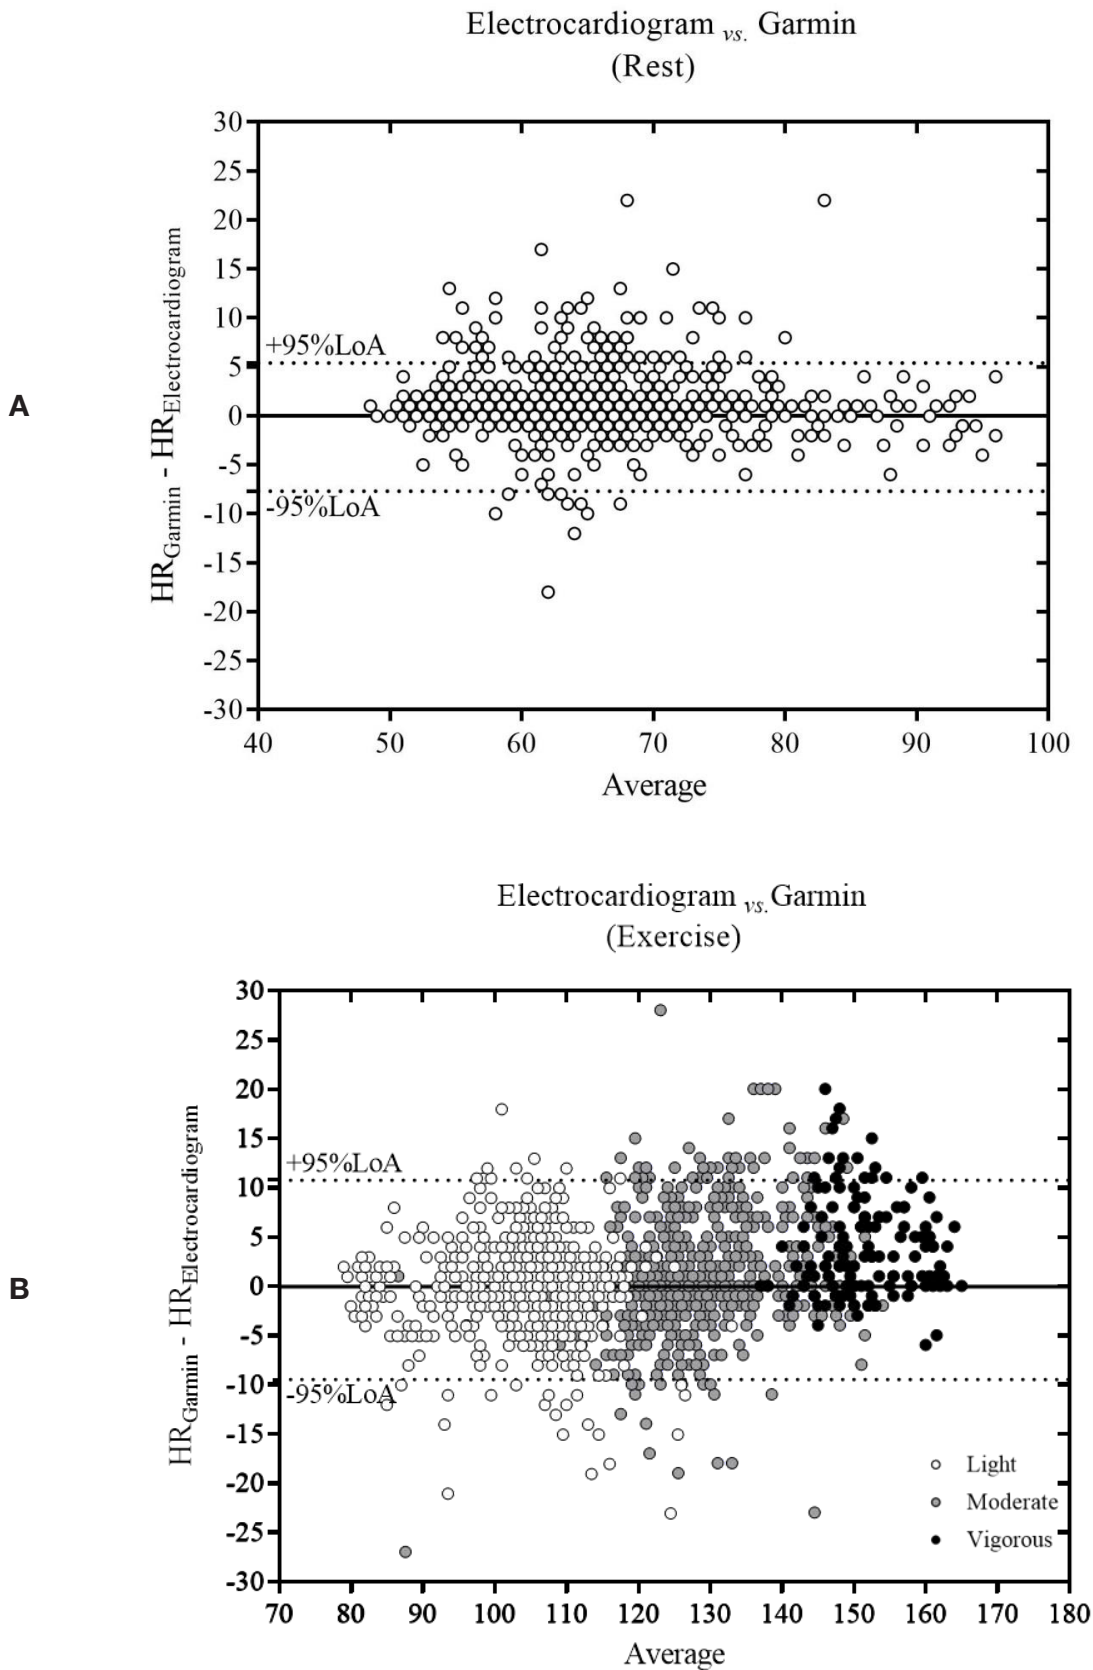 Electrocardiogram vs. Garmin
(Rest)
A
HRGarmin - HRElectrocardiogram
30
25
20
15
10
5
0
-5
-10
-15
-20
-25
-30
+95%LoA
-95%LoA
40 50 60 70 80 90 100
Average
Electrocardiogram vs. Garmin
(Exercise)
B
HRGarmin - HRElectrocardiogram
30
25
20
15
10
5
0
-5
-10
-15
-20
-25
-30
+95%LoA
-95%LoA
Light
Moderate
Vigorous
70 80 90 100 110 120 130 140 150 160 170 180
Average